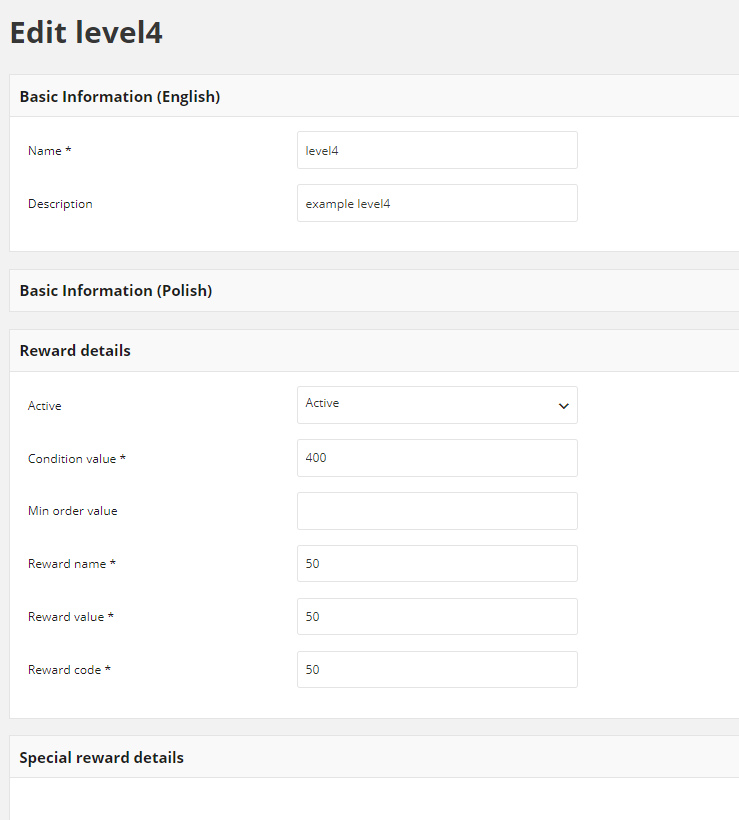 Edit level4
Basic Information (English)
Name * level4
Description example level4
Basic Information (Polish)
Reward details
Active Active
Condition value * 400
Min order value
Reward name * 50
Reward value * 50
Reward code * 50
Special reward details